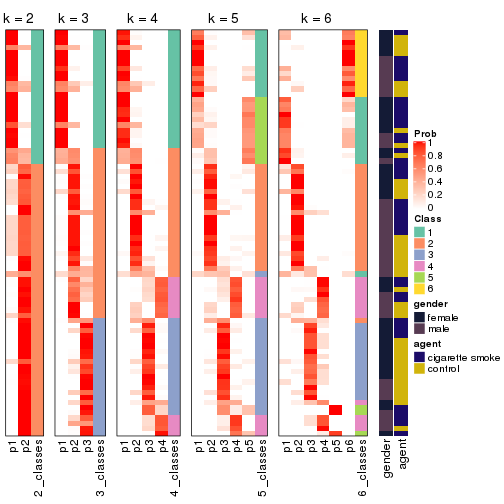 k = 2
k = 3
k = 4
k = 5
k = 6
p1
p2
2_classes
p1
p2
p3
3_classes
p1
p2
p3
p4
4_classes
p1
p2
p3
p4
p5
5_classes
p1
p2
p3
p4
p5
p6
6_classes
gender
agent
Prob
1
0.8
0.6
0.4
0.2
0
Class
1
2
3
4
5
6
gender
female
male
agent
cigarette smoke
control